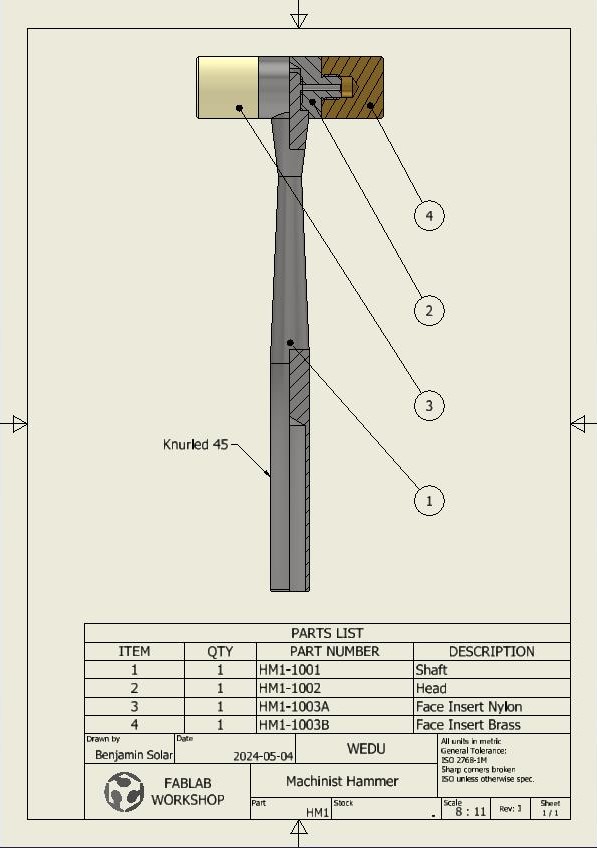 4
2
3
Knurled 45
1
PARTS LIST
ITEM QTY PART NUMBER DESCRIPTION
1 1 HM1-1001 Shaft
2 1 HM1-1002 Head
3 1 HM1-1003A Face Insert Nylon
4 1 HM1-1003B Face Insert Brass
Drawn by
Benjamin Solar
Date
2024-05-04
WEDU
All units in metric
General Tolerance:
ISO 2768-1M
Sharp corners broken
ISO unless otherwise spec.
FABLAB
WORKSHOP
Machinist Hammer
Part
HM1
Stock
.
Scale
8 : 11
Rev: 1
Sheet
1 / 1